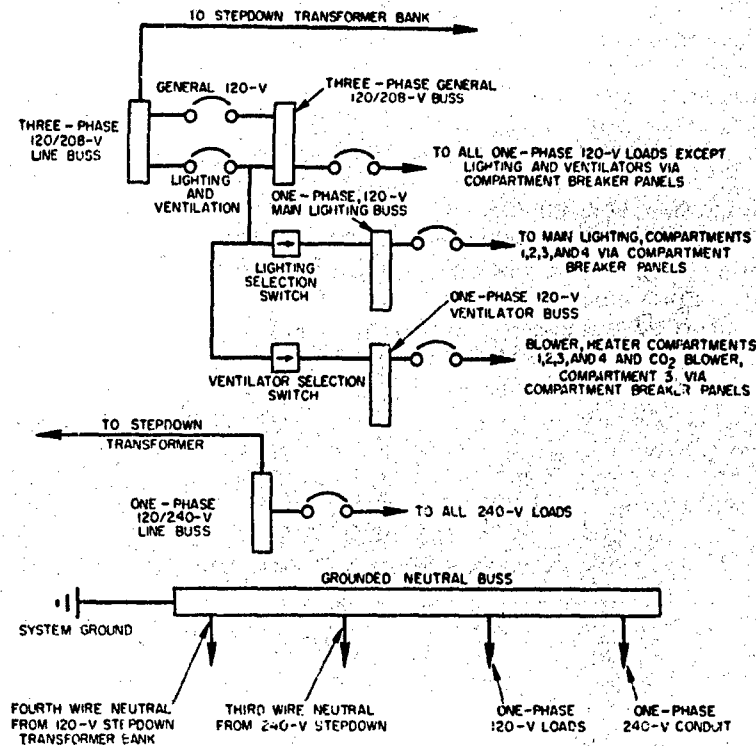 TO STEPDOWN TRANSFORMER BANK
GENERAL 120-V
THREE-PHASE GENERAL
120/208-V BUSS
THREE-PHASE
120/208-V
LINE BUSS
LIGHTING
AND
VENTILATION
TO ALL ONE-PHASE 120-V LOADS EXCEPT
LIGHTING AND VENTILATORS VIA
COMPARTMENT BREAKER PANELS
ONE-PHASE, 120-V
MAIN LIGHTING BUSS
LIGHTING
SELECTION
SWITCH
TO MAIN LIGHTING, COMPARTMENTS
1,2,3, AND 4 VIA COMPARTMENT
BREAKER PANELS
ONE-PHASE 120-V
VENTILATOR BUSS
VENTILATOR SELECTION
SWITCH
BLOWER, HEATER COMPARTMENTS
1,2,3, AND 4 AND CO2 BLOWER,
COMPARTMENT 3 VIA
COMPARTMENT BREAKER PANELS
TO STEPDOWN
TRANSFORMER
ONE-PHASE
120/240-V
LINE BUSS
TO ALL 240-V LOADS
GROUNDED NEUTRAL BUSS
SYSTEM GROUND
FOURTH WIRE NEUTRAL
FROM 120-V STEPDOWN
TRANSFORMER BANK
THIRD WIRE NEUTRAL
FROM 240-V STEPDOWN
ONE-PHASE
120-V LOADS
ONE-PHASE
240-V CONDUIT